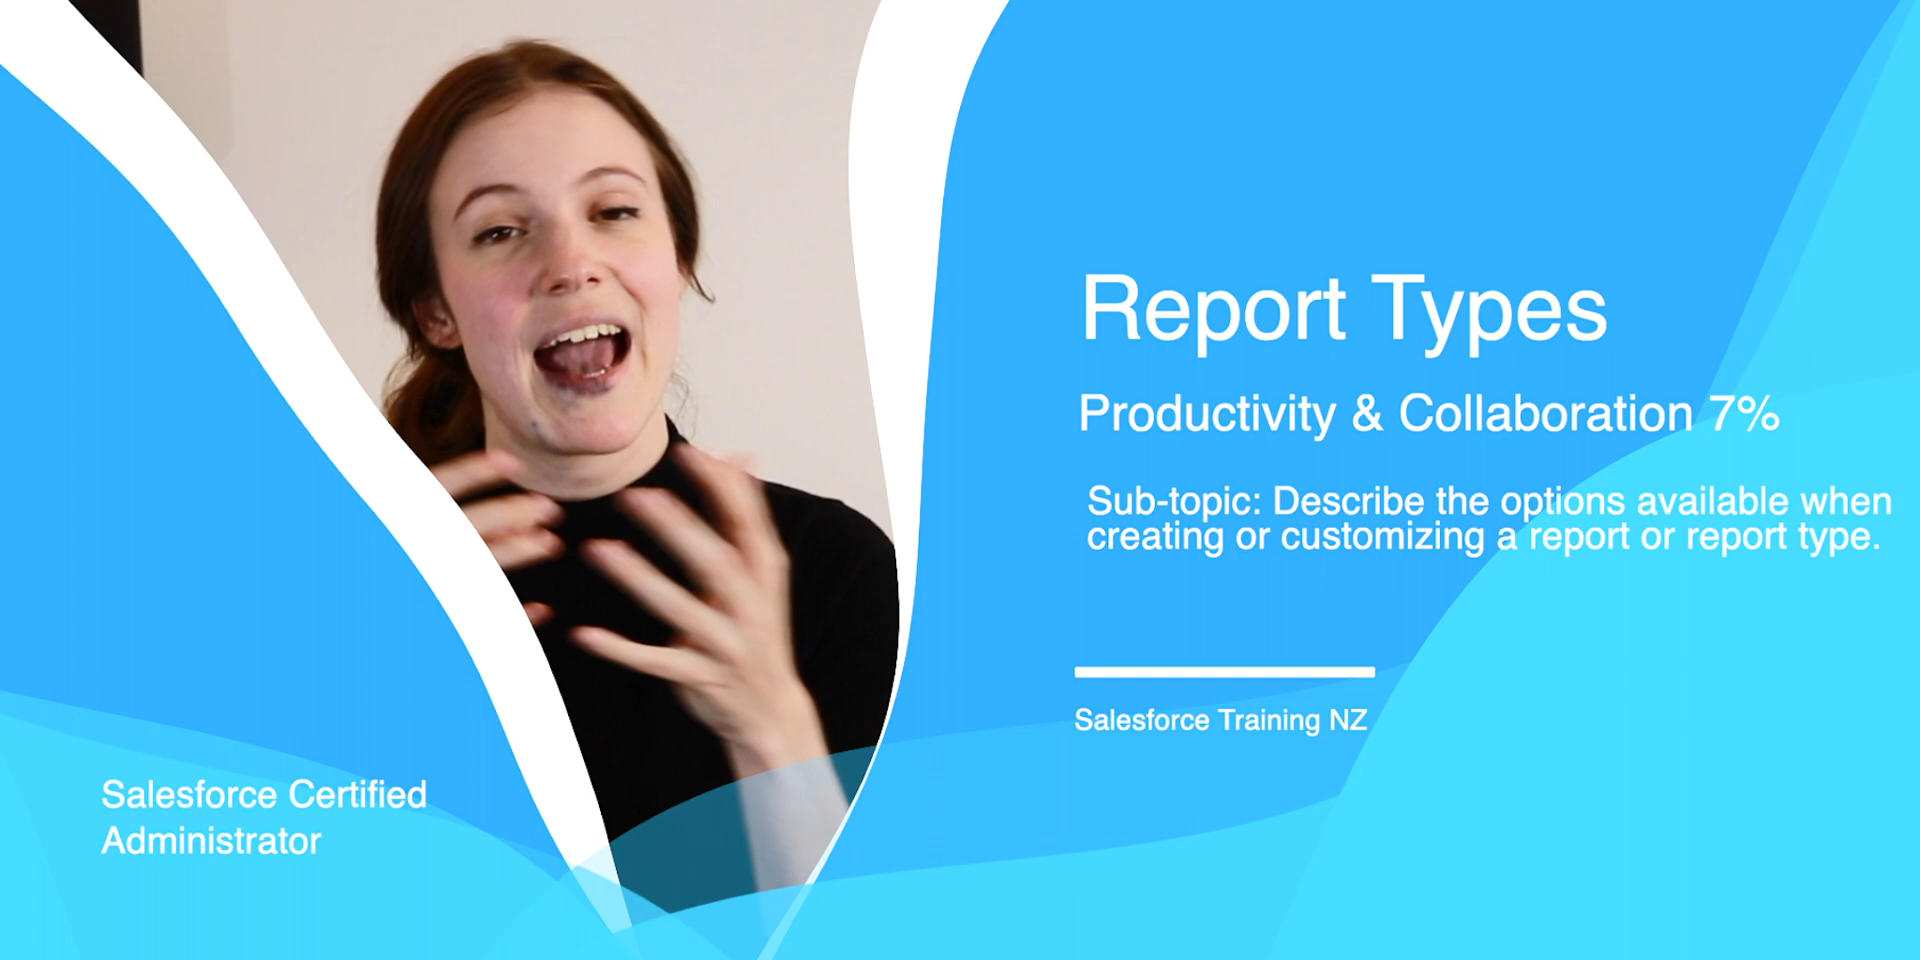 Report Types
Productivity & Collaboration 7%
Sub-topic: Describe the options available when
creating or customizing a report or report type.
Salesforce Training NZ
Salesforce Certified
Administrator